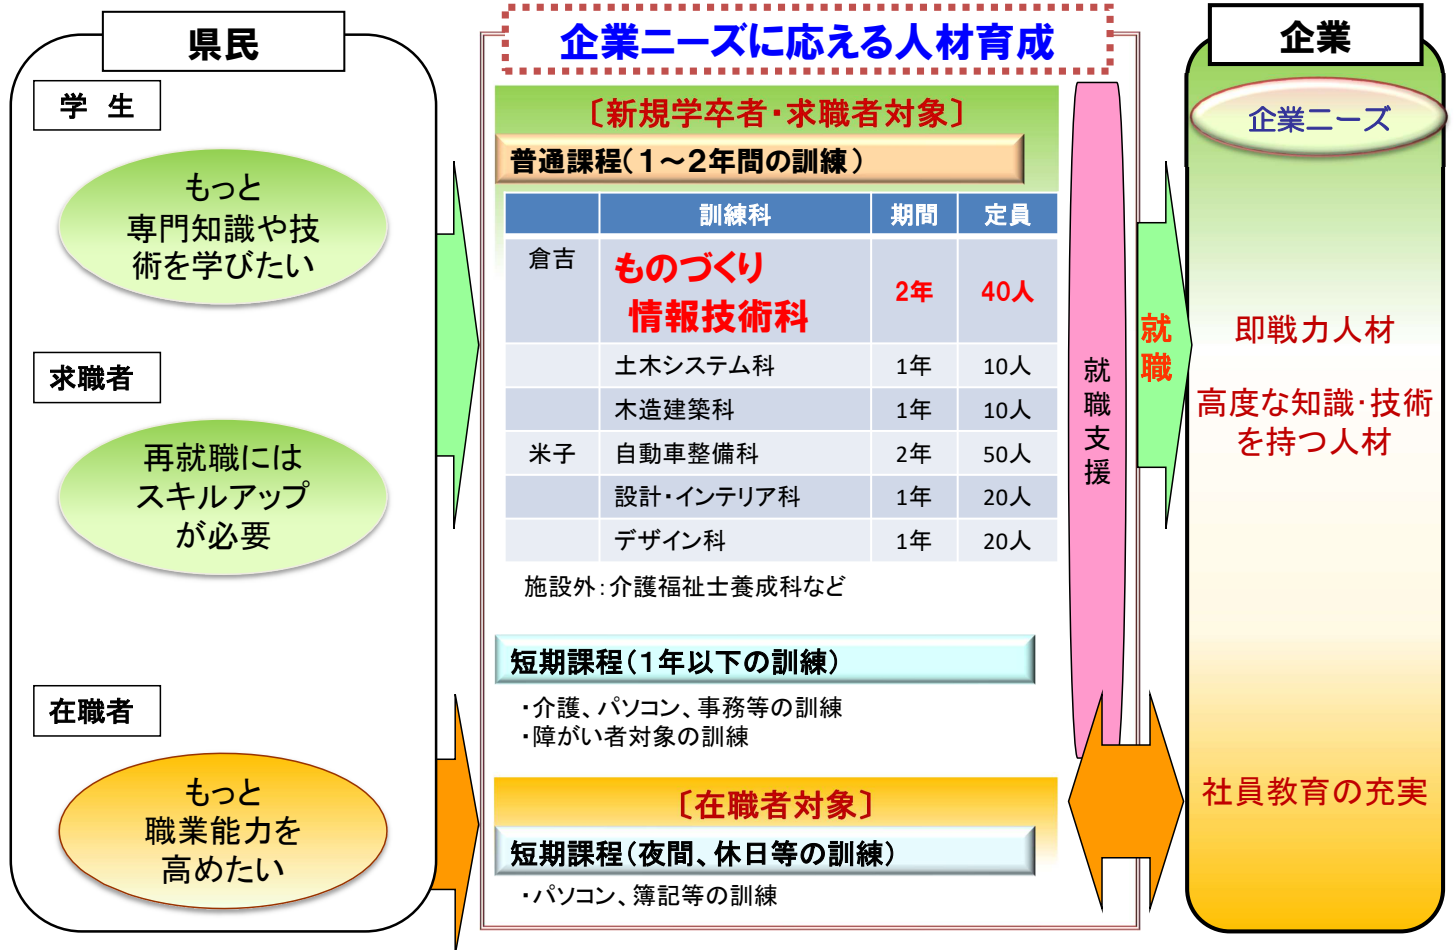 県民
学 生
もっと
専門知識や技
術を学びたい
求職者
再就職には
スキルアップ
が必要
在職者
もっと
職業能力を
高めたい
企業ニーズに応える人材育成
〔新規学卒者・求職者対象〕
普通課程(1～2年間の訓練)
訓練科 期間 定員
倉吉 ものづくり
情報技術科 2年 40人
土木システム科 1年 10人
木造建築科 1年 10人
米子 自動車整備科 2年 50人
設計・インテリア科 1年 20人
デザイン科 1年 20人
施設外:介護福祉士養成科など
短期課程(1年以下の訓練)
・介護、パソコン、事務等の訓練
・障がい者対象の訓練
〔在職者対象〕
短期課程(夜間、休日等の訓練)
・パソコン、簿記等の訓練
就職支援
就職
企業
企業ニーズ
即戦力人材
高度な知識・技術
を持つ人材
社員教育の充実